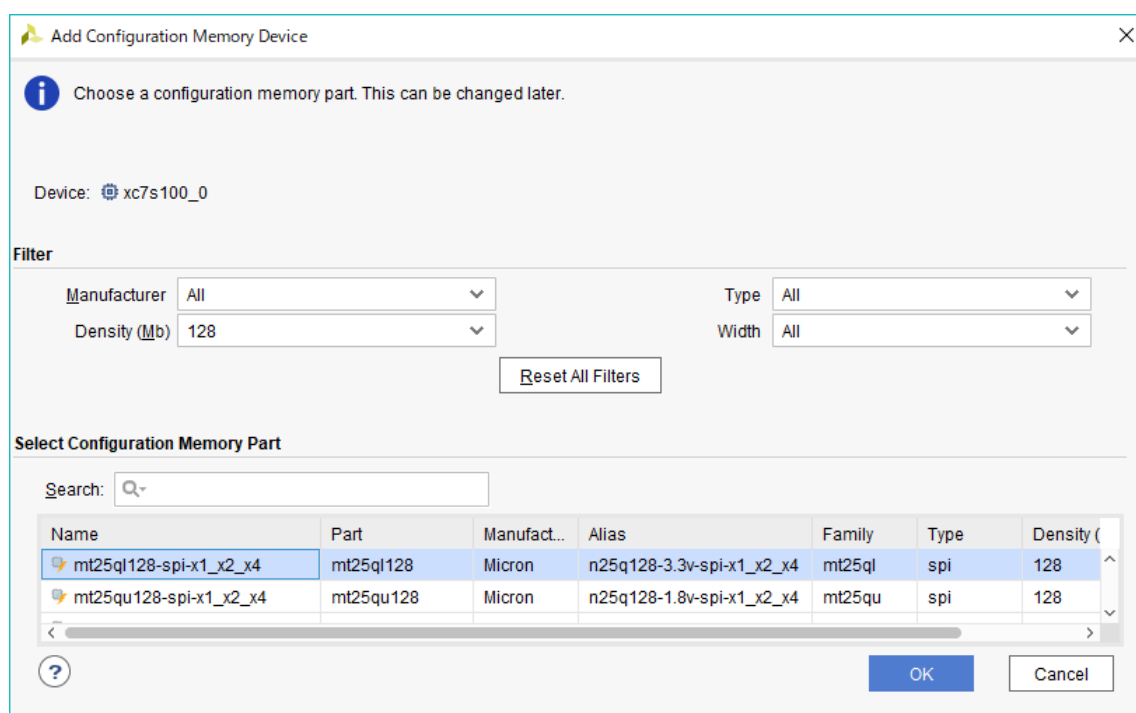 Add Configuration Memory Device
Choose a configuration memory part. This can be changed later.
Device: xc7s100_0
Filter
Manufacturer All Type All
Density (Mb) 128 Width All
Reset All Filters
Select Configuration Memory Part
Search:
Name Part Manufact... Alias Family Type Density (
mt25ql128-spi-x1_x2_x4 mt25ql128 Micron n25q128-3.3v-spi-x1_x2_x4 mt25ql spi 128
mt25qu128-spi-x1_x2_x4 mt25qu128 Micron n25q128-1.8v-spi-x1_x2_x4 mt25qu spi 128
? OK Cancel